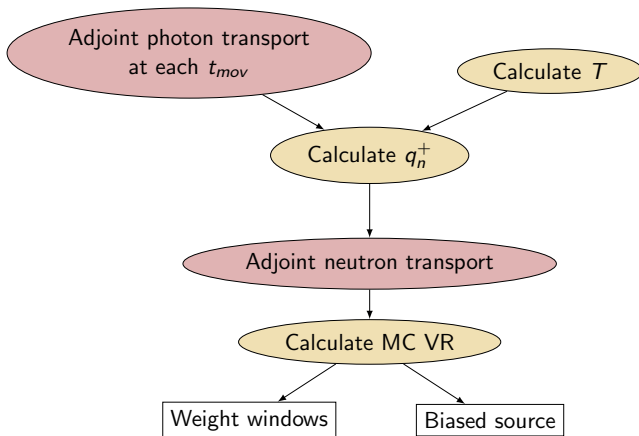 Adjoint photon transport
at each t_mov
Calculate T
Calculate q_n^+
Adjoint neutron transport
Calculate MC VR
Weight windows
Biased source